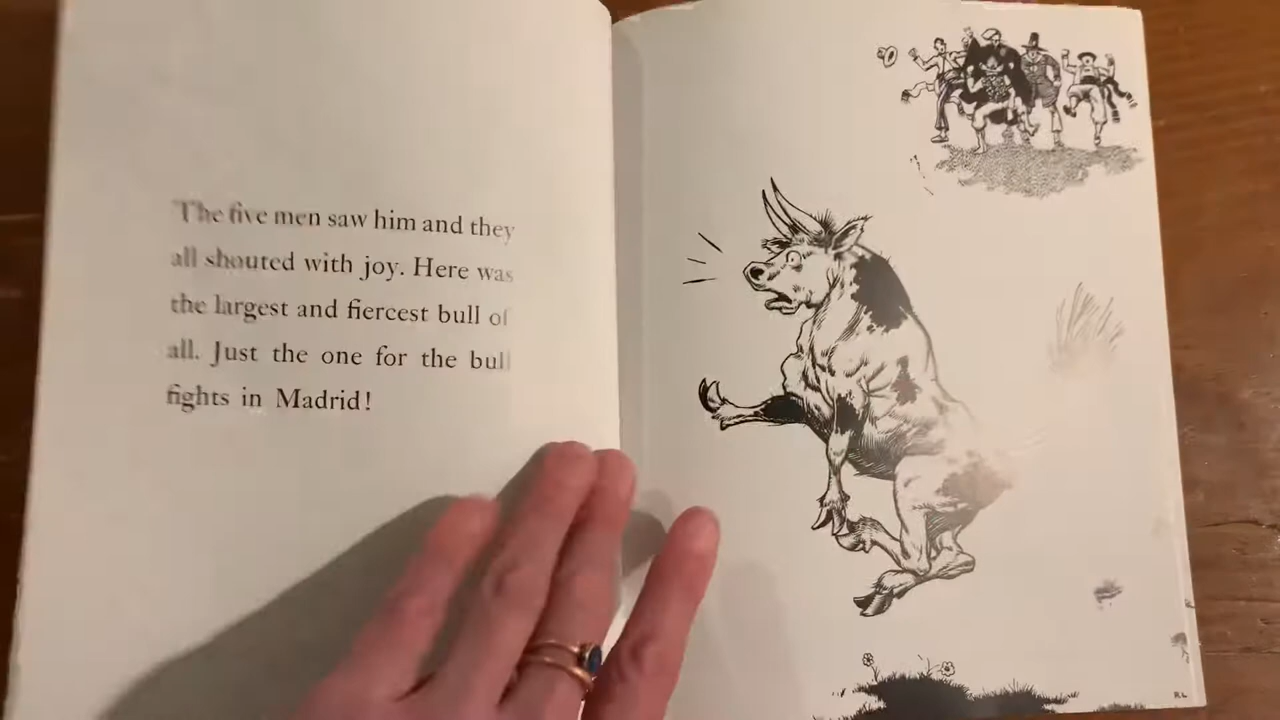 The five men saw him and they
all shouted with joy. Here was
the largest and fiercest bull of
all. Just the one for the bull
fights in Madrid!
R.L